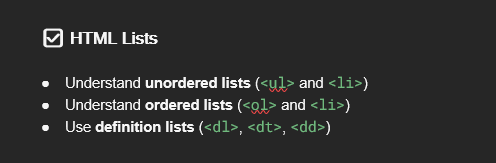 ☑ HTML Lists
● Understand unordered lists (<ul> and <li>)
● Understand ordered lists (<ol> and <li>)
● Use definition lists (<dl>, <dt>, <dd>)